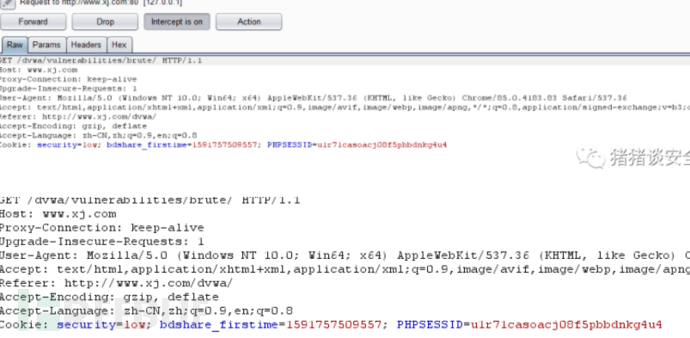 Request to http://www.xj.com:80 [127.0.0.1]
Forward Drop Intercept is on Action
Raw Params Headers Hex
GET /dvwa/vulnerabilities/brute/ HTTP/1.1
Host: www.xj.com
Proxy-Connection: keep-alive
Upgrade-Insecure-Requests: 1
User-Agent: Mozilla/5.0 (Windows NT 10.0; Win64; x64) AppleWebKit/537.36 (KHTML, like Gecko) Chrome/85.0.4183.83 Safari/537.36
Accept: text/html,application/xhtml+xml,application/xml;q=0.9,image/avif,image/webp,image/apng,*/*;q=0.8,application/signed-exchange;v=b3;q
Referer: http://www.xj.com/dvwa/
Accept-Encoding: gzip, deflate
Accept-Language: zh-CN,zh;q=0.9,en;q=0.8
Cookie: security=low; bdshare_firstime=1591757509557; PHPSESSID=u1r71casoacj08f5pbbdnkg4u4
猪猪谈安全
GET /dvwa/vulnerabilities/brute/ HTTP/1.1
Host: www.xj.com
Proxy-Connection: keep-alive
Upgrade-Insecure-Requests: 1
User-Agent: Mozilla/5.0 (Windows NT 10.0; Win64; x64) AppleWebKit/537.36 (KHTML, like Gecko) C
Accept: text/html,application/xhtml+xml,application/xml;q=0.9,image/avif,image/webp,image/apng
Referer: http://www.xj.com/dvwa/
Accept-Encoding: gzip, deflate
Accept-Language: zh-CN,zh;q=0.9,en;q=0.8
Cookie: security=low; bdshare_firstime=1591757509557; PHPSESSID=u1r71casoacj08f5pbbdnkg4u4